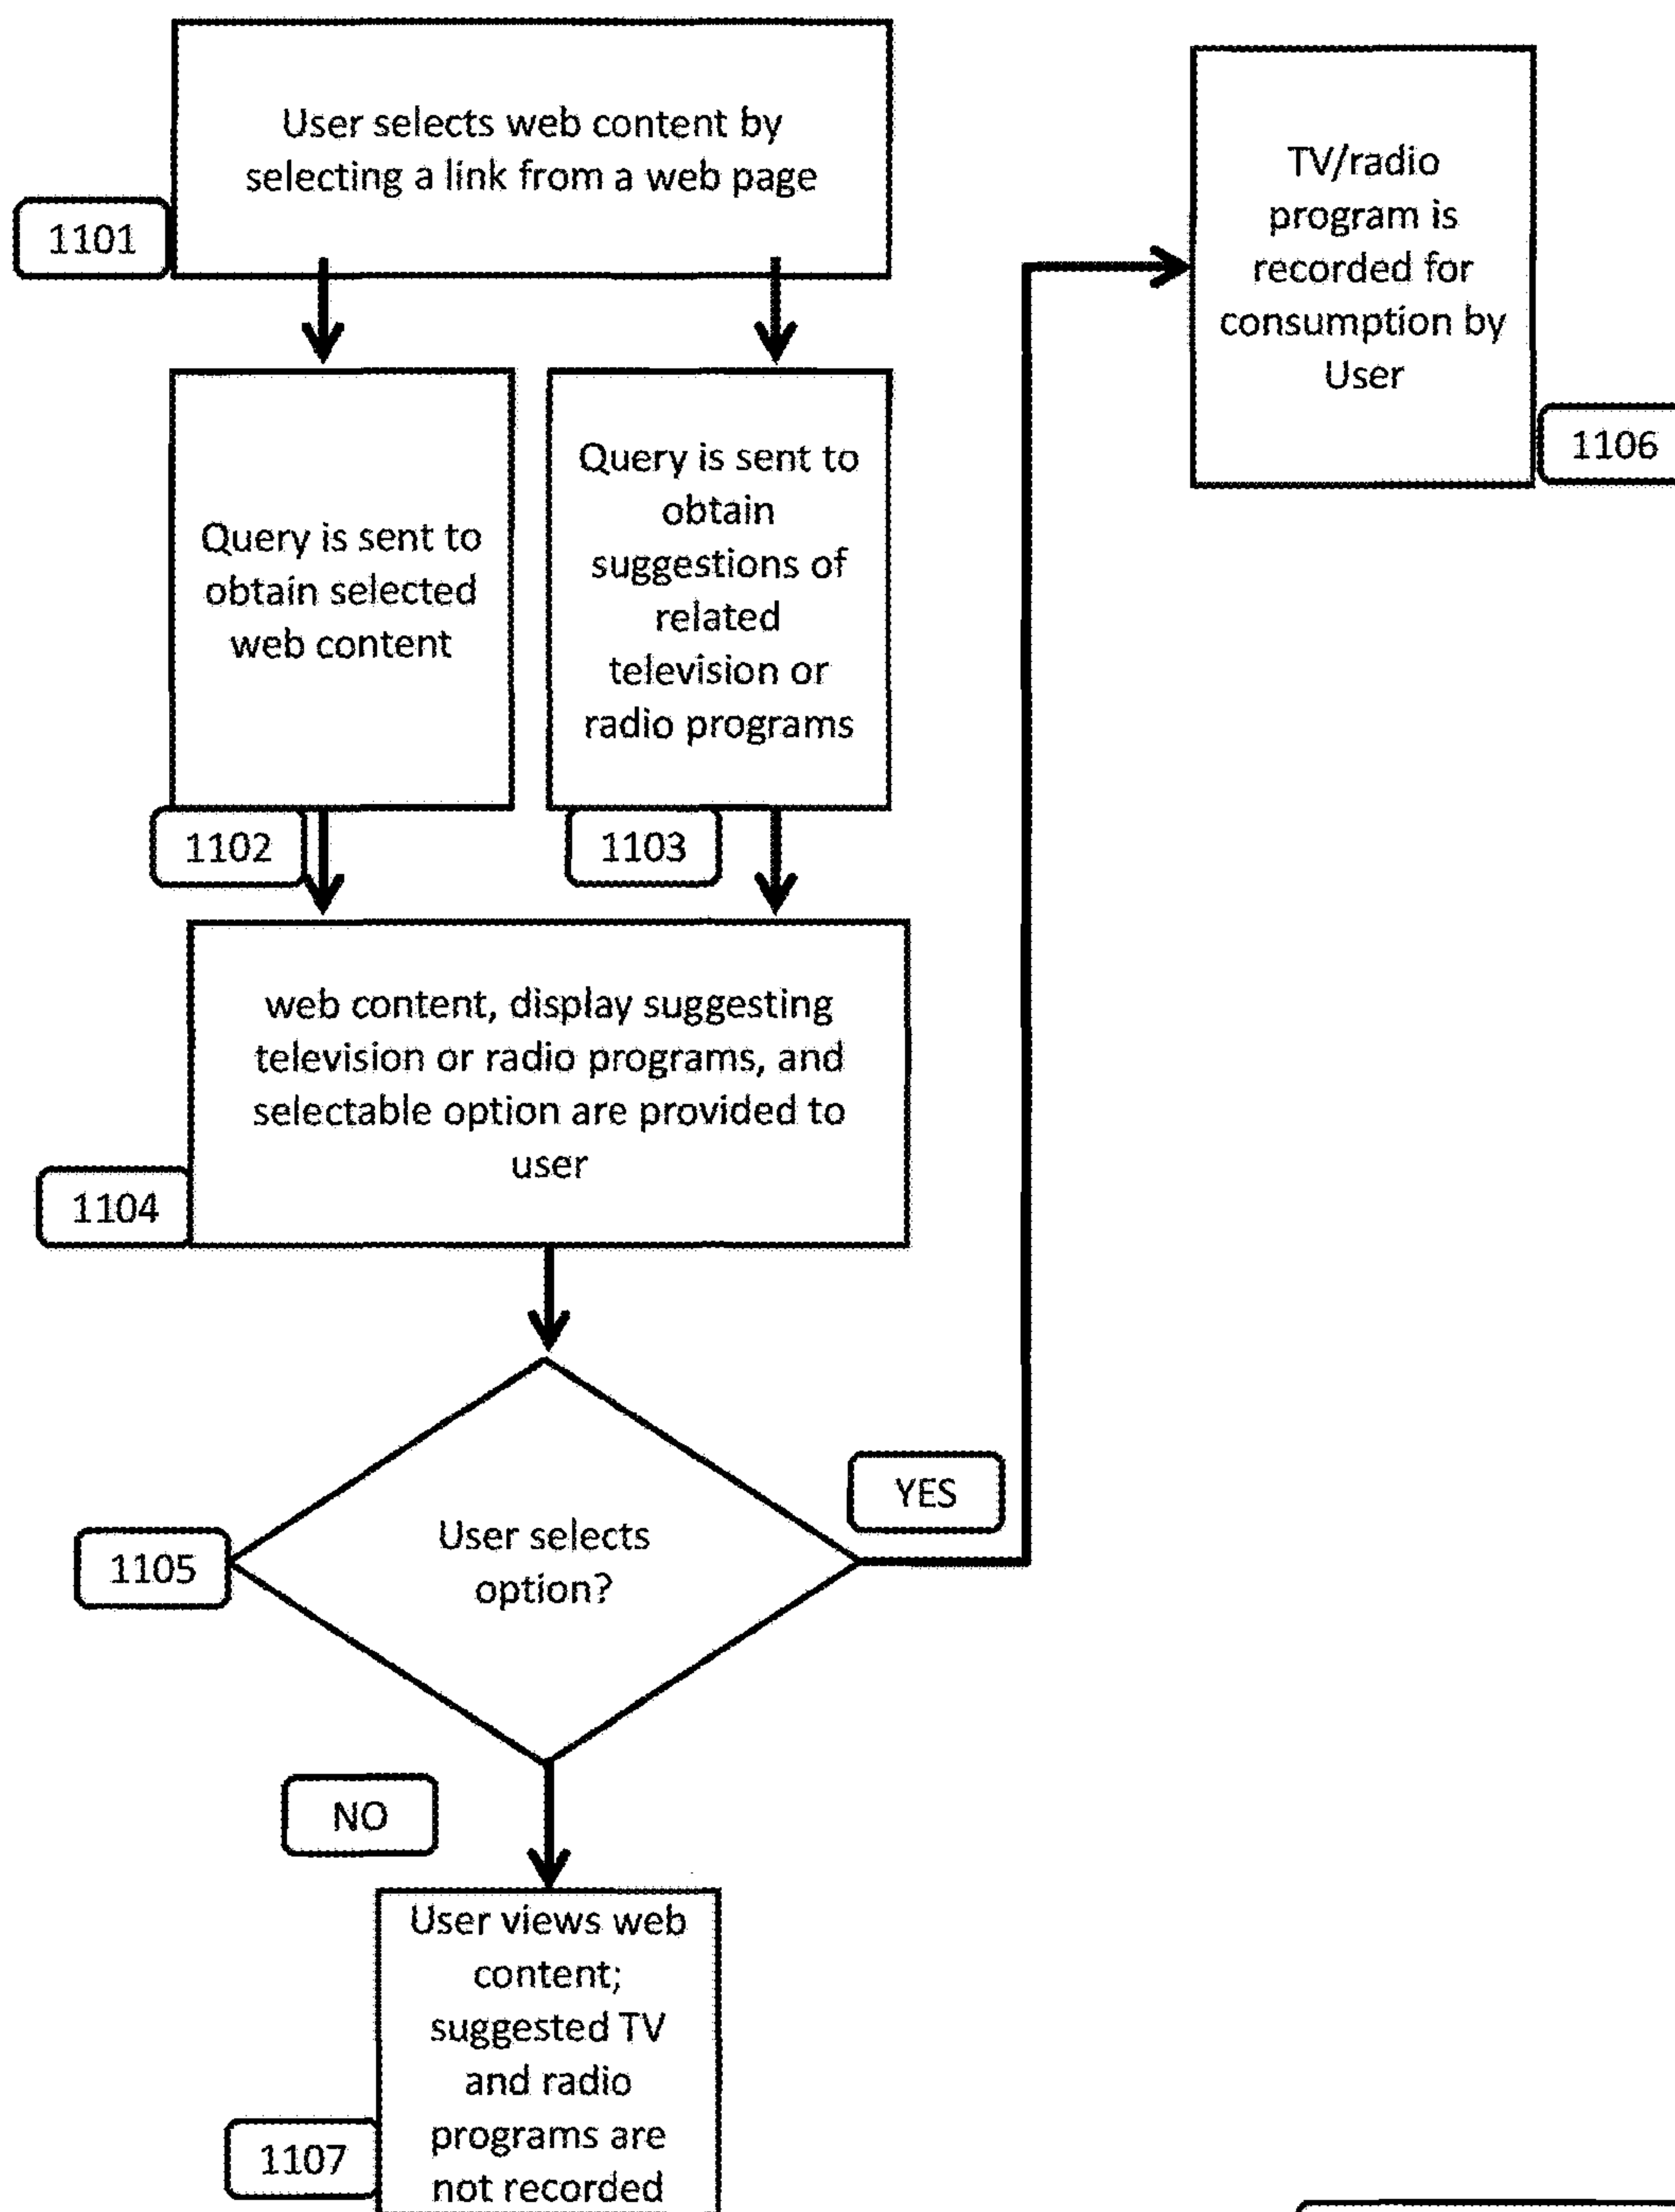 User selects web content by
selecting a link from a web page
1101
Query is sent to
obtain selected
web content
1102
Query is sent to
obtain
suggestions of
related
television or
radio programs
1103
web content, display suggesting
television or radio programs, and
selectable option are provided to
user
1104
User selects
option?
1105
YES
TV/radio
program is
recorded for
consumption by
User
1106
NO
User views web
content;
suggested TV
and radio
programs are
not recorded
1107